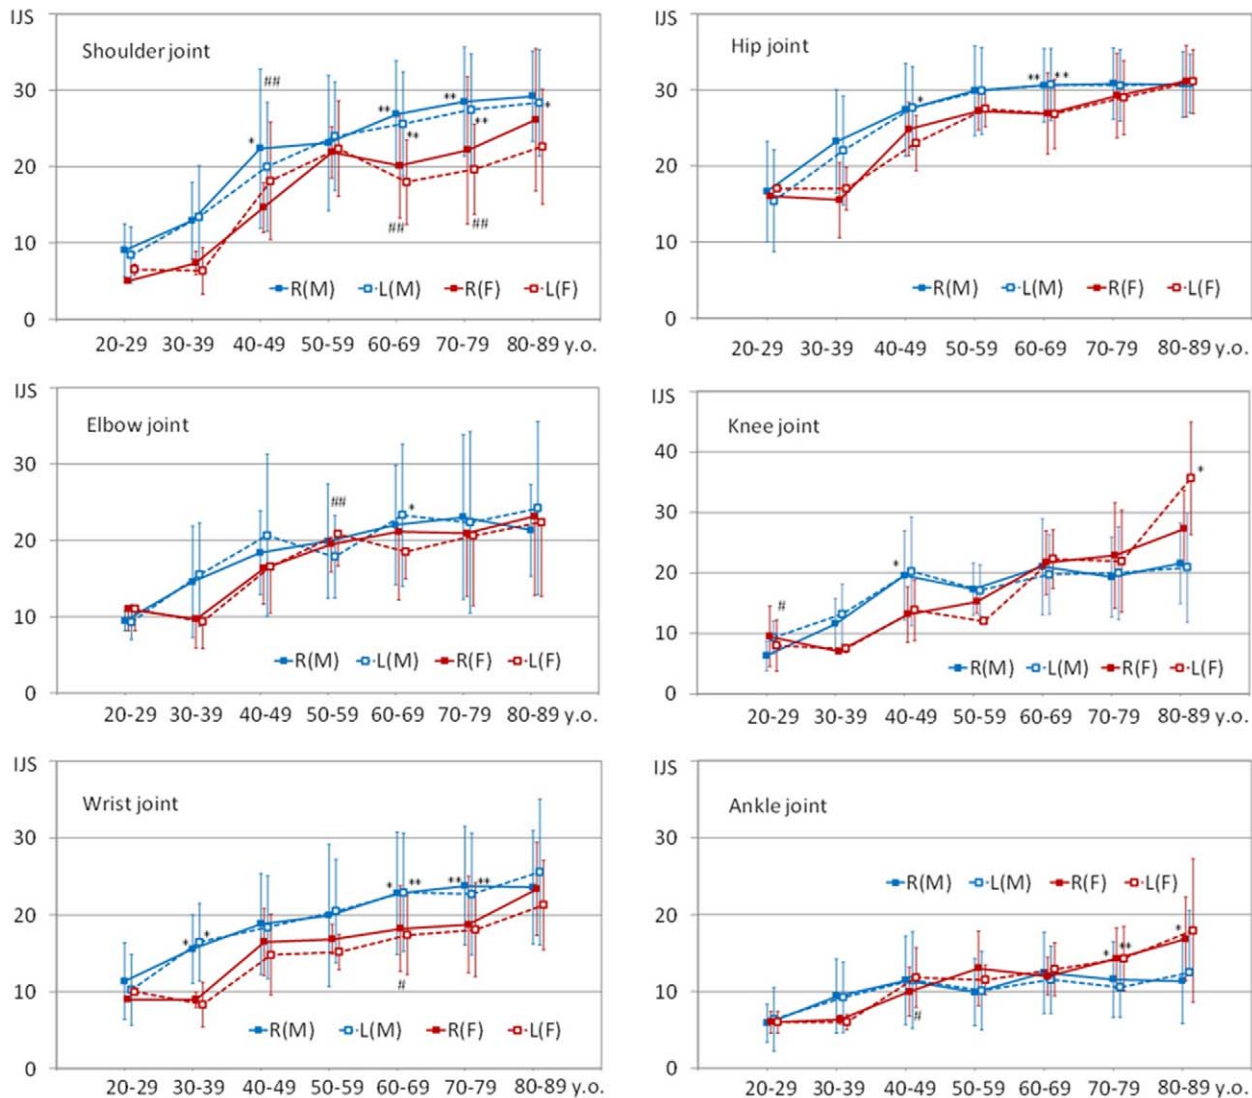 IJS
Shoulder joint
##
30
** ** *
* ** **
20
10
## ##
R(M) L(M) R(F) L(F)
0
20-29 30-39 40-49 50-59 60-69 70-79 80-89 y.o.
IJS
Hip joint
30
* ** **
20
10
R(M) L(M) R(F) L(F)
0
20-29 30-39 40-49 50-59 60-69 70-79 80-89 y.o.
IJS
Elbow joint
30
## *
20
10
R(M) L(M) R(F) L(F)
0
20-29 30-39 40-49 50-59 60-69 70-79 80-89 y.o.
IJS
Knee joint
40
*
30
20
*
10
#
R(M) L(M) R(F) L(F)
0
20-29 30-39 40-49 50-59 60-69 70-79 80-89 y.o.
IJS
Wrist joint
30
* ** ** **
20
* *
10
#
R(M) L(M) R(F) L(F)
0
20-29 30-39 40-49 50-59 60-69 70-79 80-89 y.o.
IJS
Ankle joint
30
R(M) L(M) R(F) L(F)
20
* ** *
10
#
0
20-29 30-39 40-49 50-59 60-69 70-79 80-89 y.o.